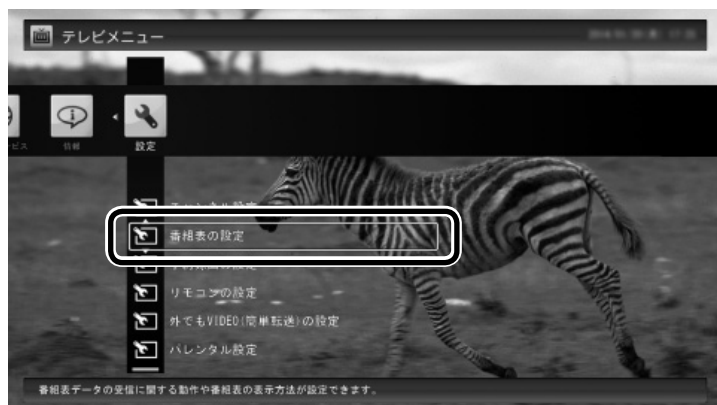 テレビメニュー
情報
設定
番組表の設定
リモコンの設定
外でもVIDEO(簡単転送)の設定
パレンタル設定
番組表データの受信に関する動作や番組表の表示方法が設定できます。